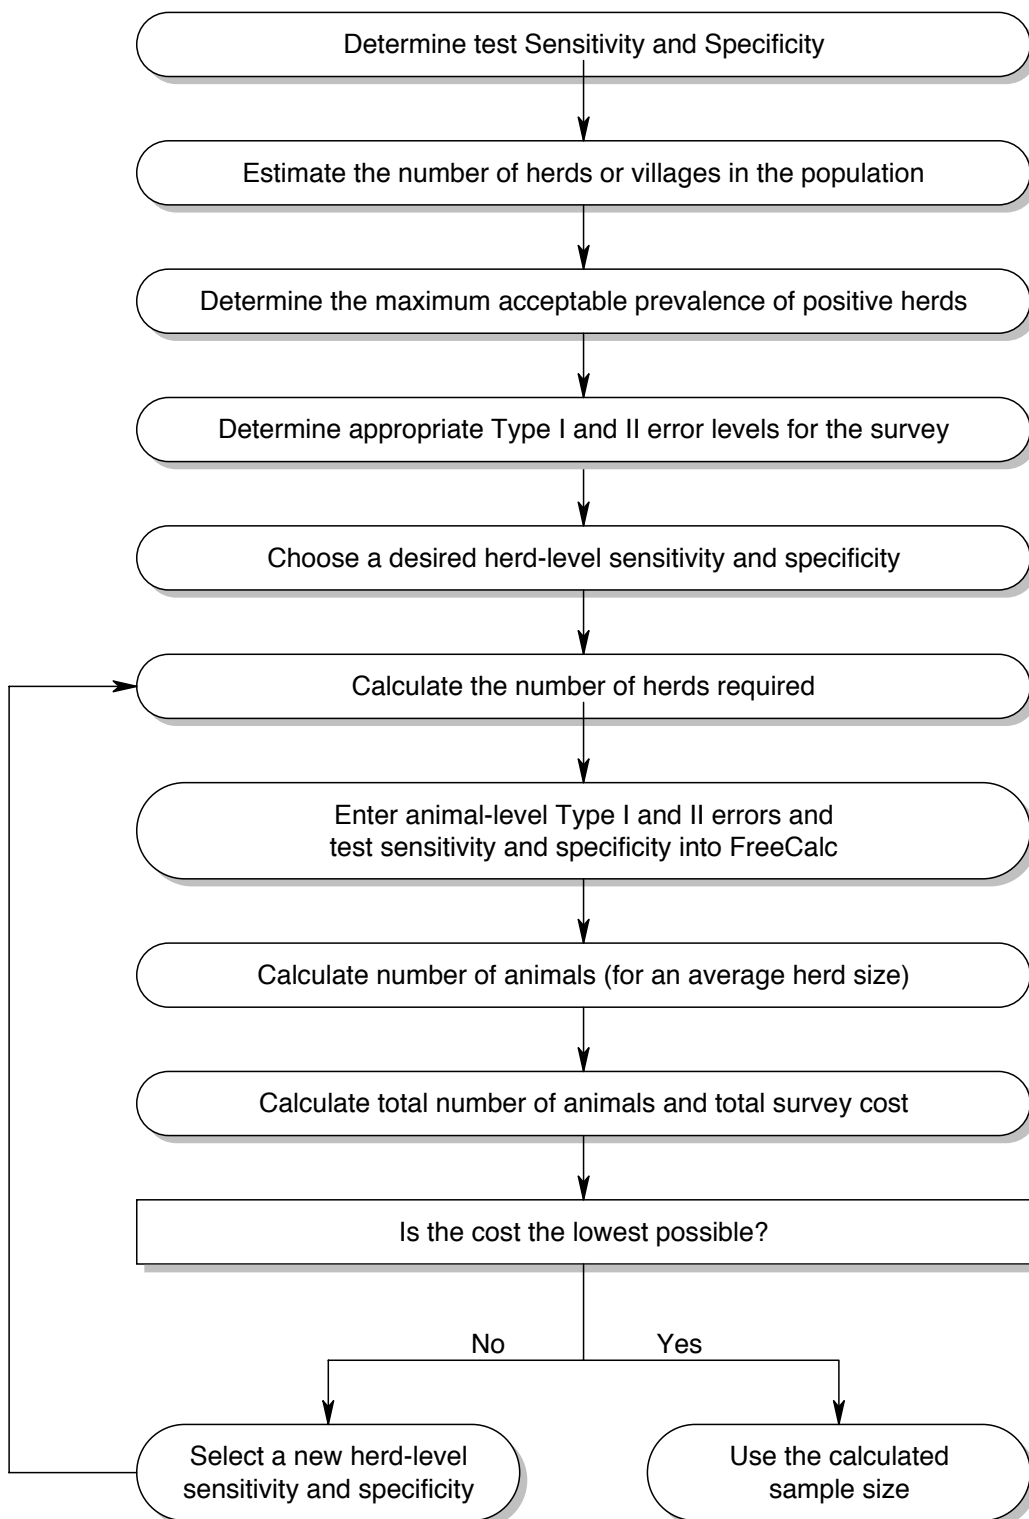 Determine test Sensitivity and Specificity
Estimate the number of herds or villages in the population
Determine the maximum acceptable prevalence of positive herds
Determine appropriate Type I and II error levels for the survey
Choose a desired herd-level sensitivity and specificity
Calculate the number of herds required
Enter animal-level Type I and II errors and
test sensitivity and specificity into FreeCalc
Calculate number of animals (for an average herd size)
Calculate total number of animals and total survey cost
Is the cost the lowest possible?
No
Yes
Select a new herd-level
sensitivity and specificity
Use the calculated
sample size